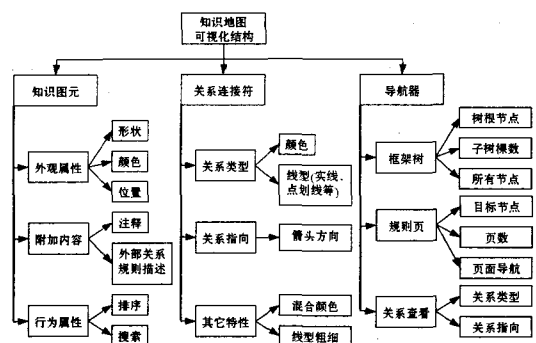 知识地图
可视化结构
知识图元
关系连接符
导航器
外观属性
形状
颜色
位置
附加内容
注释
外部关系
规则描述
行为属性
排序
搜索
关系类型
颜色
线型(实线、
点划线等)
关系指向
箭头方向
其它特性
混合颜色
线型粗细
框架树
树根节点
子树棵数
所有节点
规则页
目标节点
页数
页面导航
关系查看
关系类型
关系指向